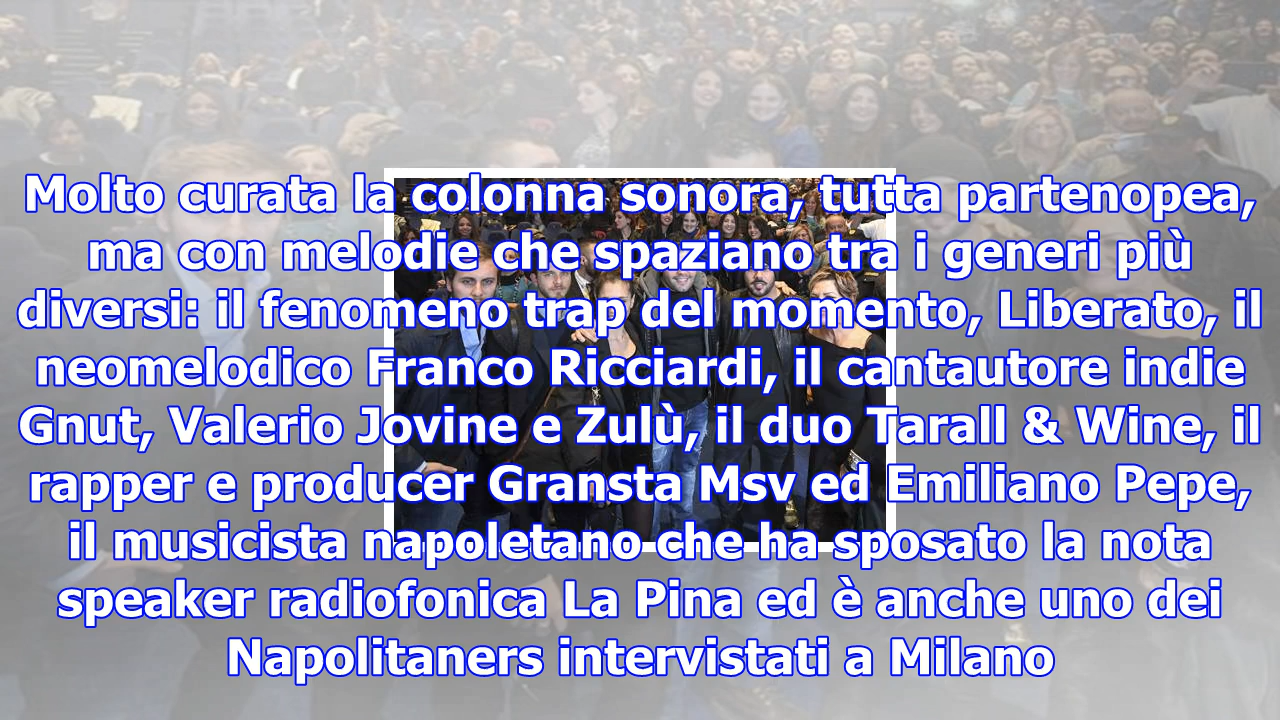 Molto curata la colonna sonora, tutta partenopea,
ma con melodie che spaziano tra i generi più
diversi: il fenomeno trap del momento, Liberato, il
neomelodico Franco Ricciardi, il cantautore indie
Gnut, Valerio Jovine e Zulù, il duo Tarall & Wine, il
rapper e producer Gransta Msv ed Emiliano Pepe,
il musicista napoletano che ha sposato la nota
speaker radiofonica La Pina ed è anche uno dei
Napolitaners intervistati a Milano